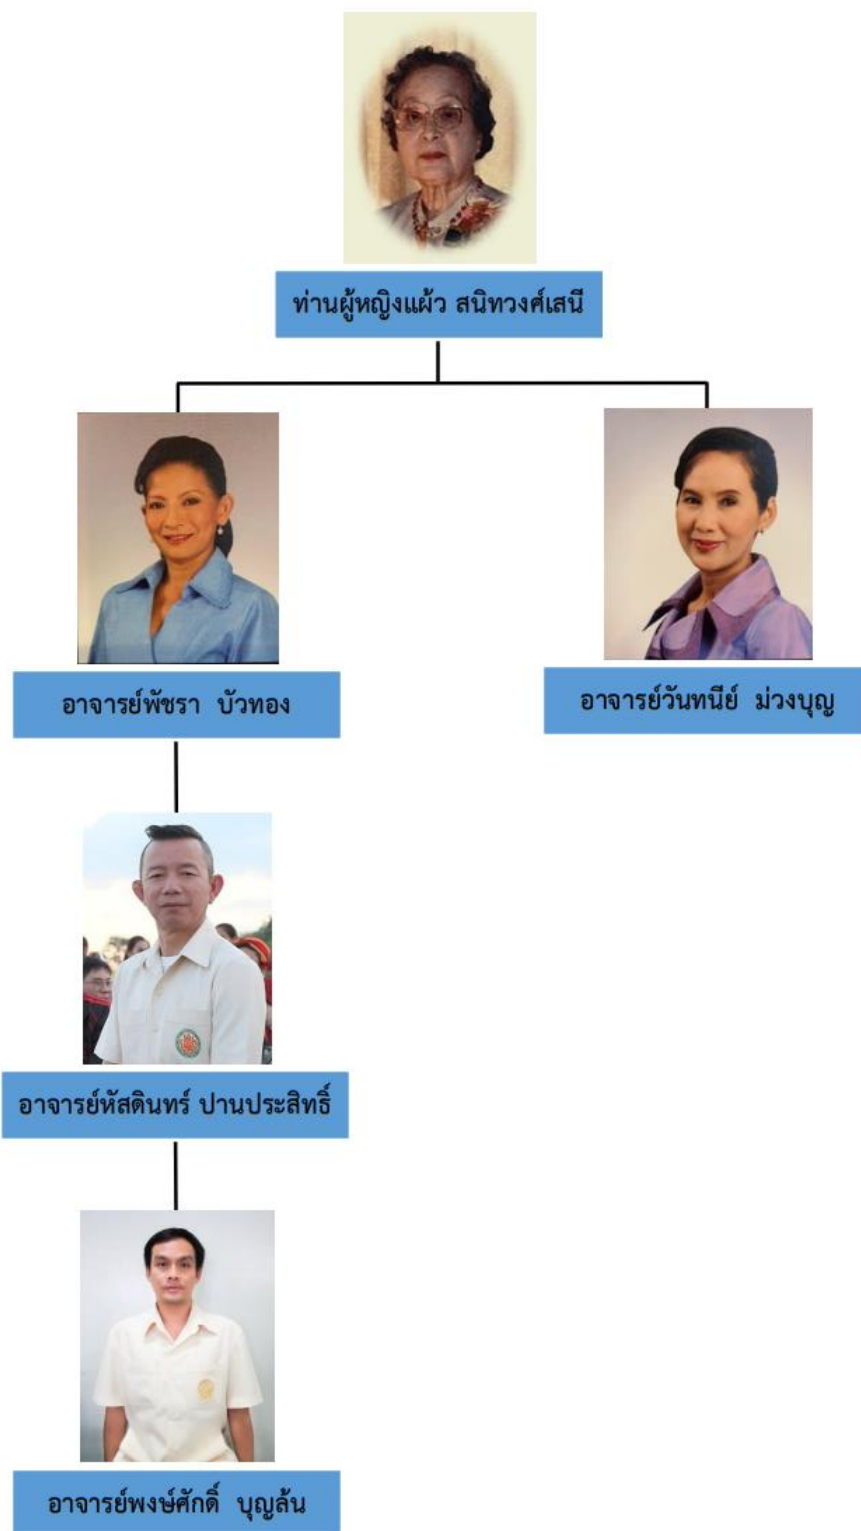 ท่านผู้หญิงแผ้ว สนิทวงศ์เสนี
อาจารย์พัชรา บัวทอง
อาจารย์วันทนีย์ ม่วงบุญ
อาจารย์หัสดินทร์ ปานประสิทธิ์
อาจารย์พงษ์ศักดิ์ บุญล้น